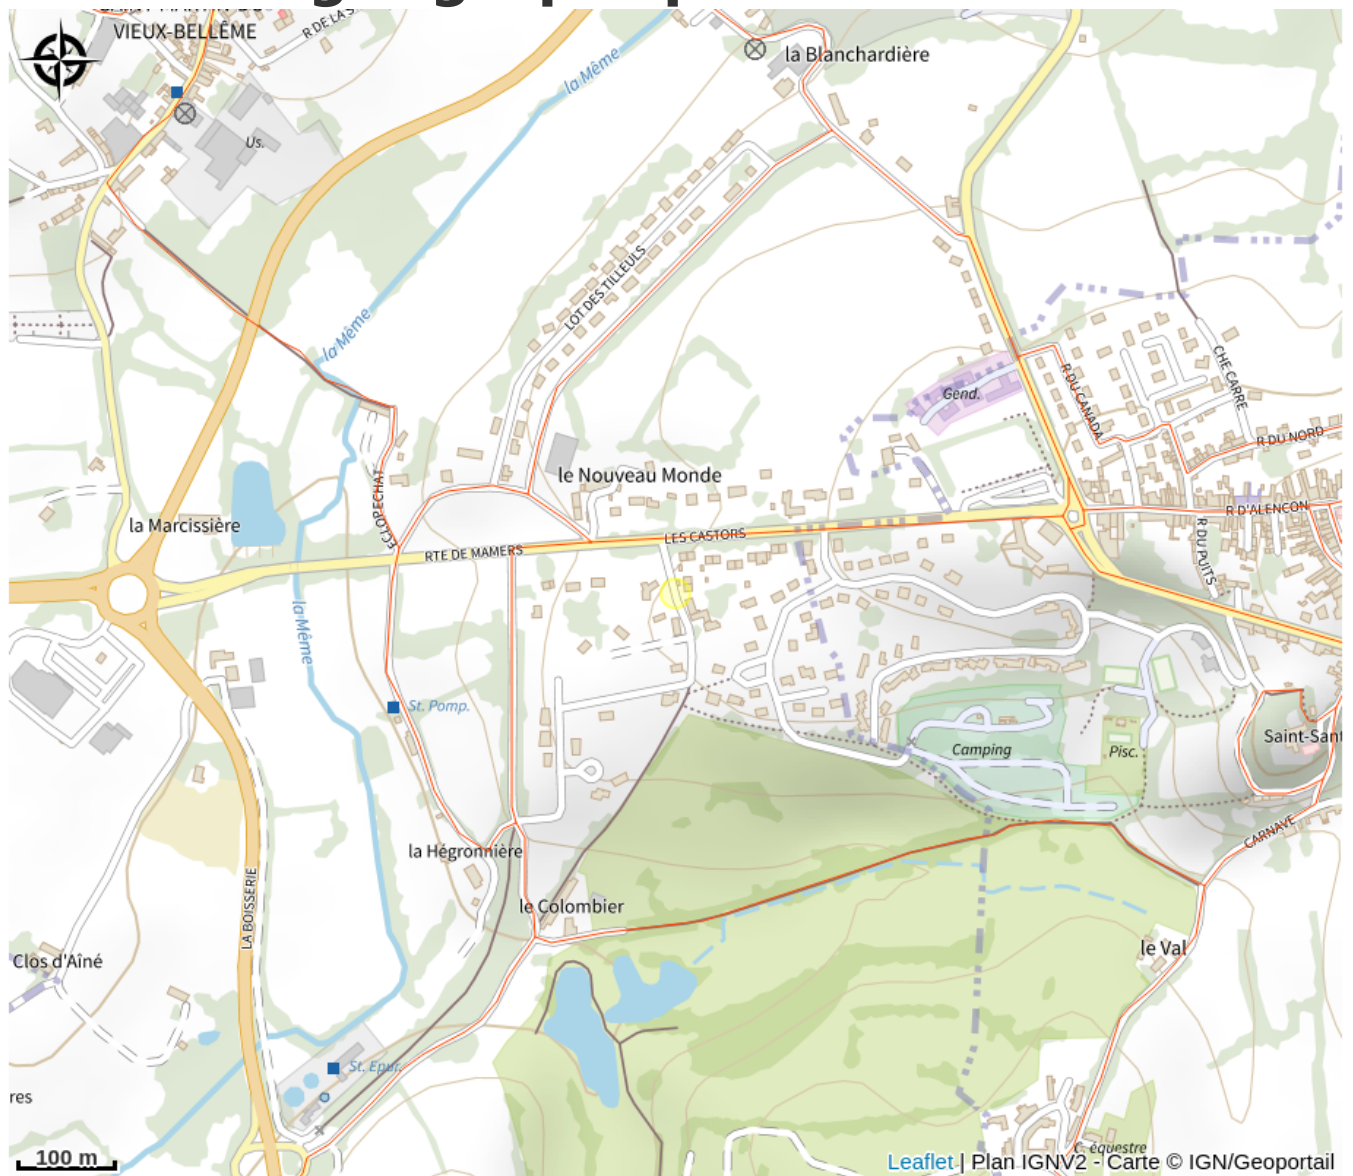 VIEUX-BELLÊME
R DE LA S
la Blanchardière
la Même
Us.
LOT DES TILLEULS
la Même
Gend.
R DU CANADA
CHE CARRE
R DU NORD
le Nouveau Monde
ECLOPECHAT
la Marcissière
R D'ALENCON
LES CASTORS
RTE DE MAMERS
R DU PUITS
la Même
St. Pomp.
Saint-Sant
Camping
Pisc.
CARNAVE
la Hégronnière
LA BOISSERIE
le Colombier
le Val
Clos d'Aîné
St. Epur.
res
C. équestre
100 m
Leaflet | Plan IGNV2 - Carte © IGN/Geoportail